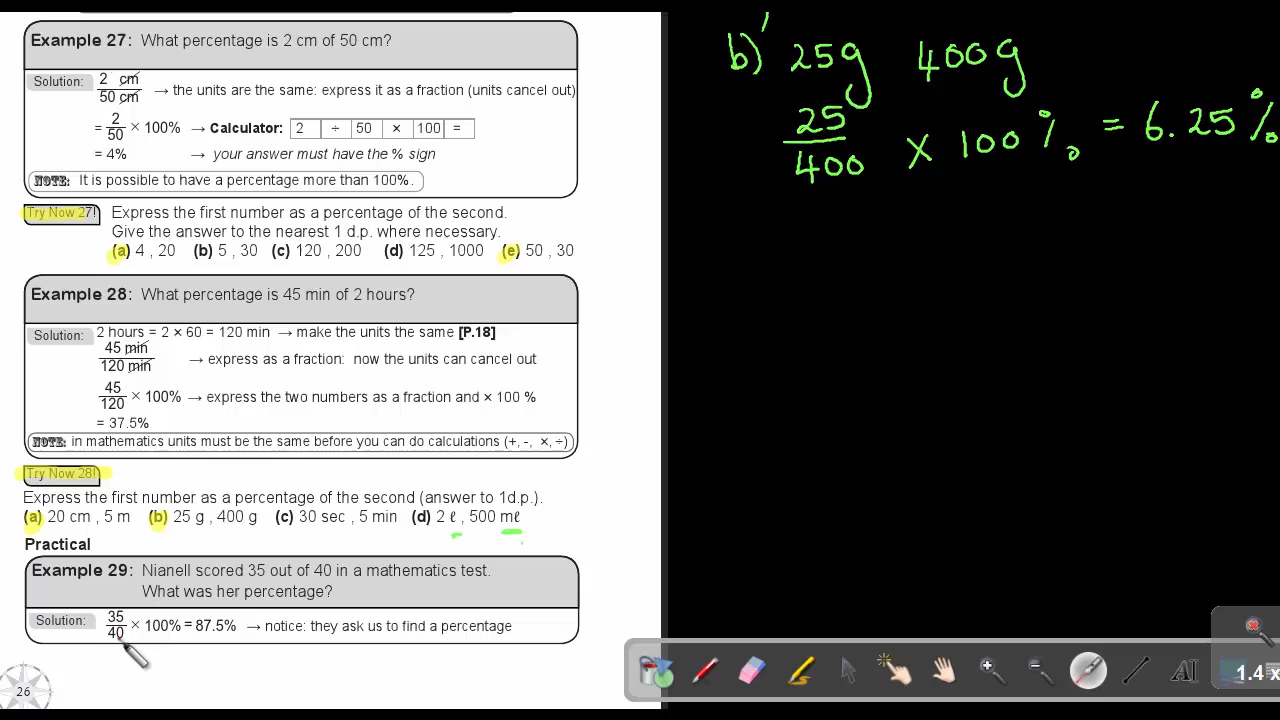 Example 27: What percentage is 2 cm of 50 cm?
Solution: 2 cm / 50 cm → the units are the same: express it as a fraction (units cancel out)
= 2/50 × 100% → Calculator: 2 ÷ 50 × 100 =
= 4% → your answer must have the % sign
NOTE: It is possible to have a percentage more than 100%.
Try Now 27! Express the first number as a percentage of the second.
Give the answer to the nearest 1 d.p. where necessary.
(a) 4 , 20 (b) 5 , 30 (c) 120 , 200 (d) 125 , 1000 (e) 50 , 30
Example 28: What percentage is 45 min of 2 hours?
Solution: 2 hours = 2 × 60 = 120 min → make the units the same [P.18]
45 min / 120 min → express as a fraction: now the units can cancel out
45/120 × 100% → express the two numbers as a fraction and × 100 %
= 37.5%
NOTE: in mathematics units must be the same before you can do calculations (+, -, ×, ÷)
Try Now 28!
Express the first number as a percentage of the second (answer to 1d.p.).
(a) 20 cm , 5 m (b) 25 g , 400 g (c) 30 sec , 5 min (d) 2 ℓ , 500 mℓ
Practical
Example 29: Nianell scored 35 out of 40 in a mathematics test.
What was her percentage?
Solution: 35/40 × 100% = 87.5% → notice: they ask us to find a percentage
26
b) 25g 400g
25/400 × 100% = 6.25%
AI
1.4 x